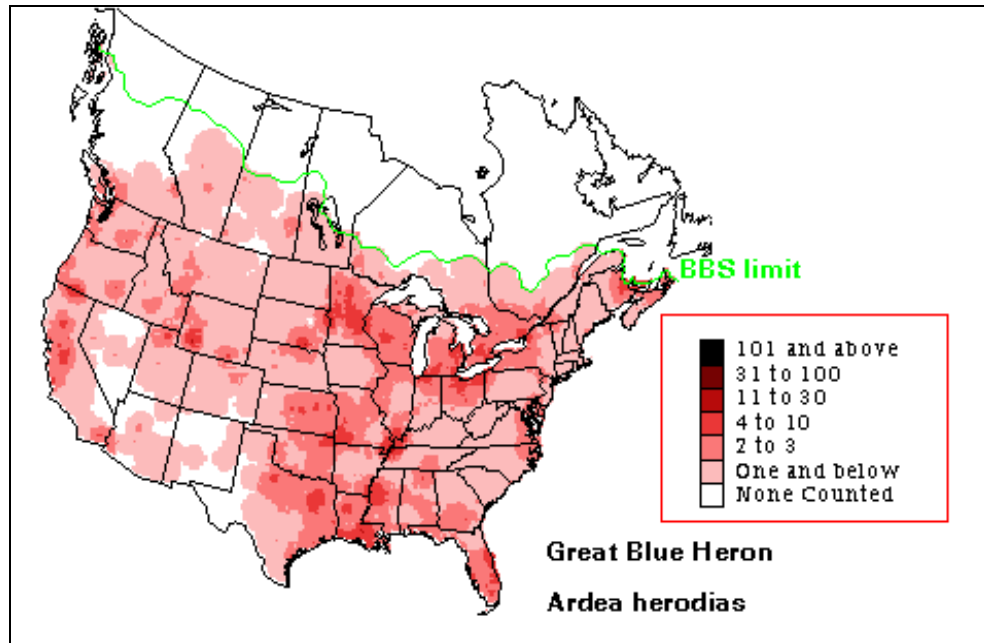 BBS limit
101 and above
31 to 100
11 to 30
4 to 10
2 to 3
One and below
None Counted
Great Blue Heron
Ardea herodias